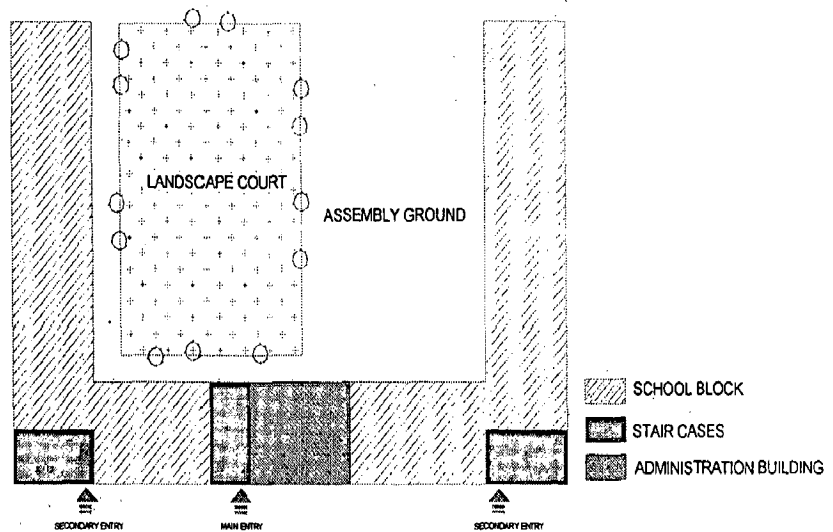 LANDSCAPE COURT
ASSEMBLY GROUND
SCHOOL BLOCK
STAIR CASES
ADMINISTRATION BUILDING
SECONDARY ENTRY
MAIN ENTRY
SECONDARY ENTRY